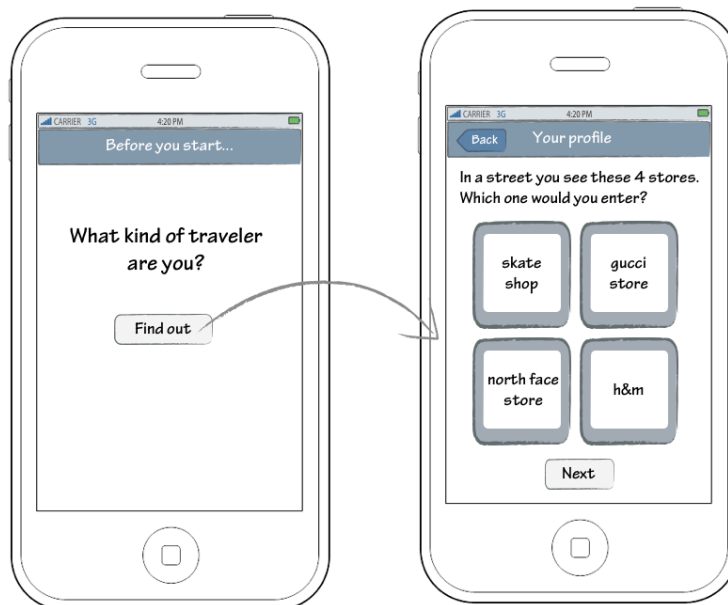 CARRIER 3G 4:20 PM
Before you start...
What kind of traveler
are you?
Find out
CARRIER 3G 4:20 PM
Back Your profile
In a street you see these 4 stores.
Which one would you enter?
skate
shop
gucci
store
north face
store
h&m
Next